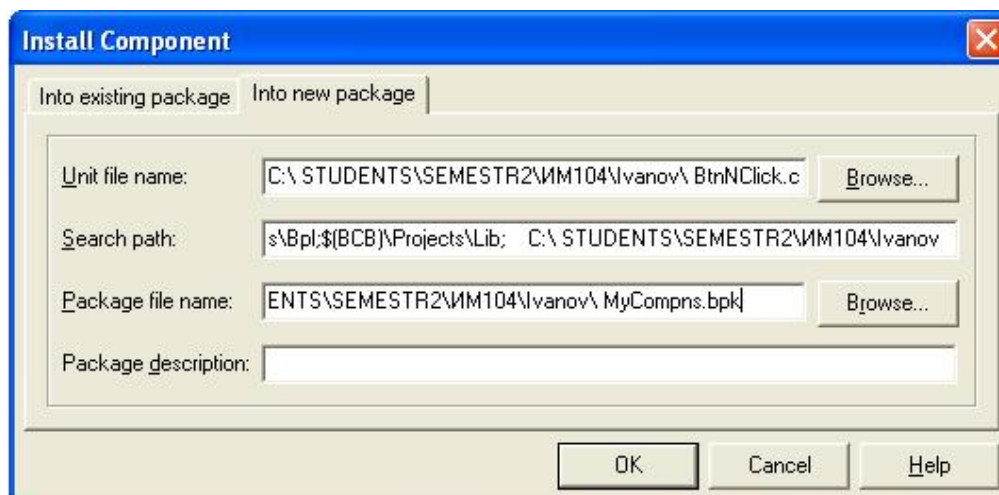 Install Component
Into existing package Into new package
Unit file name: C:\ STUDENTS\SEMESTR2\ИМ104\Ivanov\ BtnNClick.c Browse...
Search path: s\Bpl;$(BCB)\Projects\Lib; C:\ STUDENTS\SEMESTR2\ИМ104\Ivanov
Package file name: ENTS\SEMESTR2\ИМ104\Ivanov\ MyCompns.bpk Browse...
Package description:
OK Cancel Help